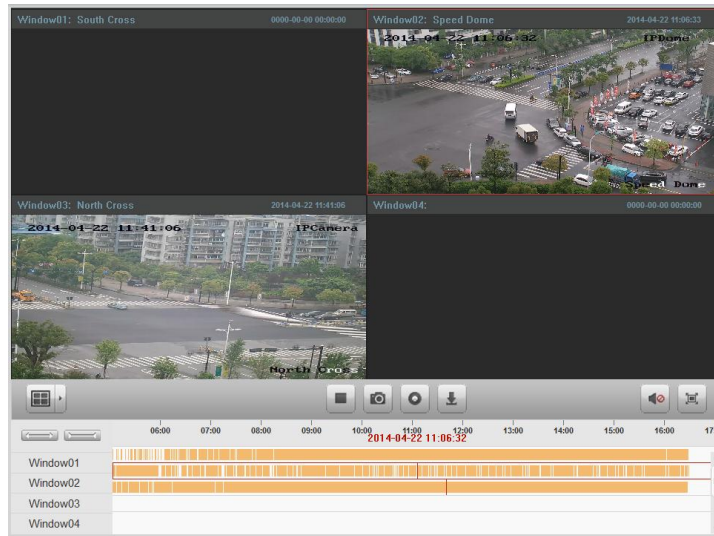 Window01: South Cross 0000-00-00 00:00:00
Window02: Speed Dome 2014-04-22 11:06:33
2014-04-22 11:06:32 IPDome
Speed Dome
Window03: North Cross 2014-04-22 11:41:06
Window04: 0000-00-00 00:00:00
2014-04-22 11:41:06 IPCamera
North Cross
06:00 07:00 08:00 09:00 10:00 11:00 12:00 13:00 14:00 15:00 16:00 17
2014-04-22 11:06:32
Window01
Window02
Window03
Window04